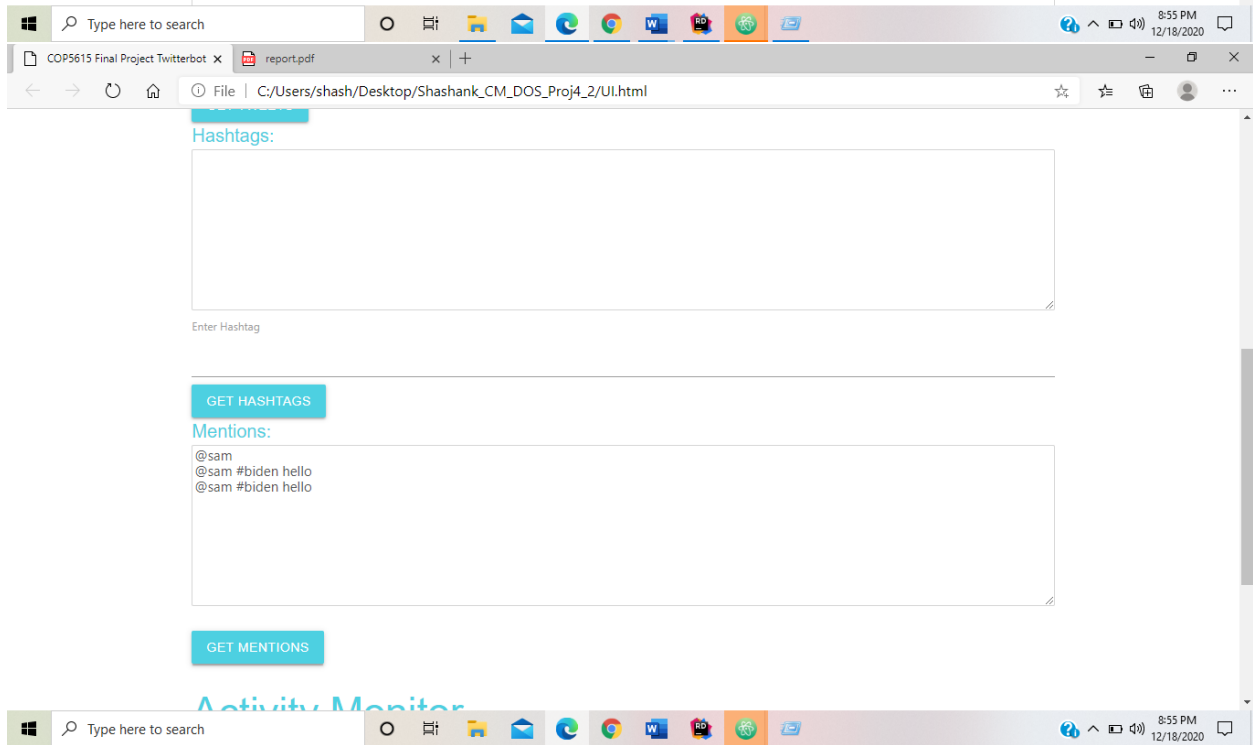 Type here to search
8:55 PM
12/18/2020
COP5615 Final Project Twitterbot
report.pdf
File C:/Users/shash/Desktop/Shashank_CM_DOS_Proj4_2/UI.html
Hashtags:
Enter Hashtag
GET HASHTAGS
Mentions:
@sam
@sam #biden hello
@sam #biden hello
GET MENTIONS
Activity Monitor
Type here to search
8:55 PM
12/18/2020